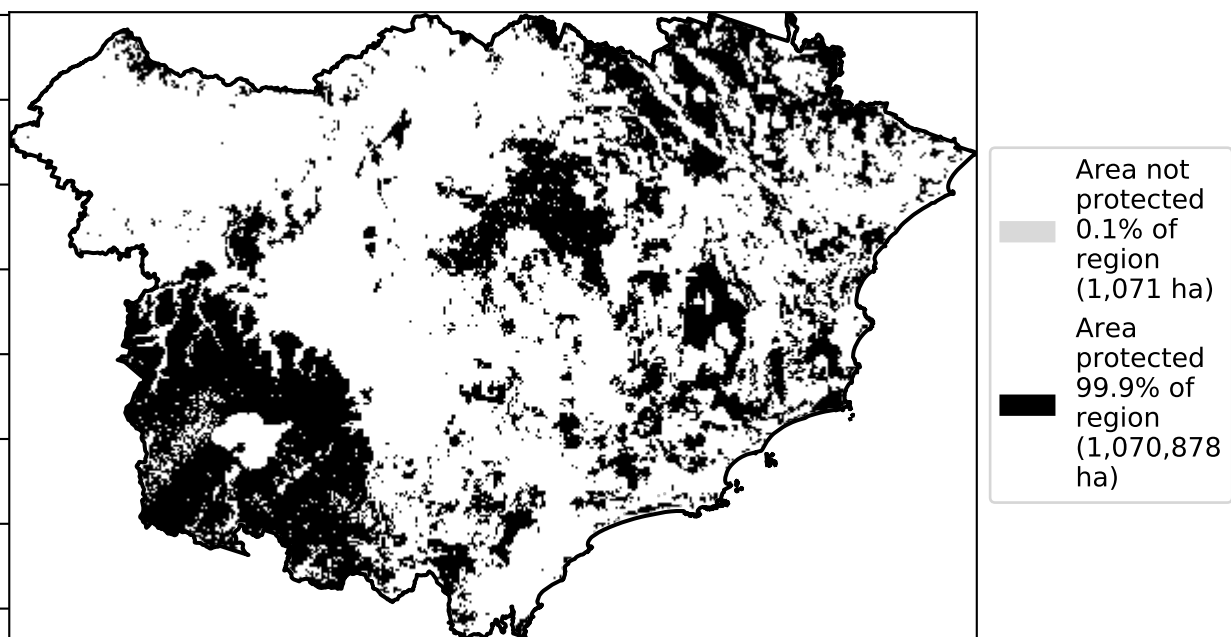 Area not
protected
0.1% of
region
(1,071 ha)
Area
protected
99.9% of
region
(1,070,878
ha)